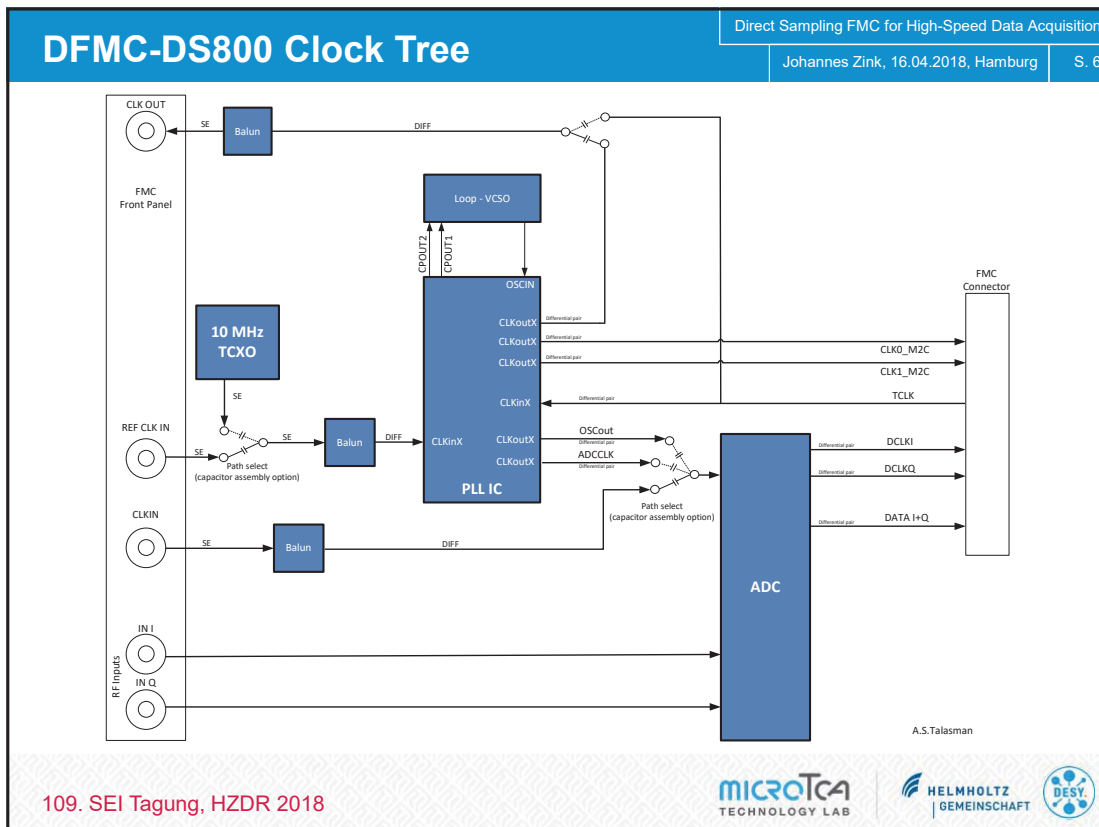 DFMC-DS800 Clock Tree
Direct Sampling FMC for High-Speed Data Acquisition
Johannes Zink, 16.04.2018, Hamburg
S. 6
CLK OUT
SE
Balun
DIFF
FMC
Front Panel
Loop - VCSO
CPOUT2
CPOUT1
OSCIN
FMC
Connector
10 MHz
TCXO
CLKoutX
Differential pair
CLKoutX
Differential pair
CLK0_M2C
CLKoutX
Differential pair
CLK1_M2C
SE
CLKinX
Differential pair
TCLK
REF CLK IN
SE
SE
Balun
DIFF
CLKinX
Path select
(capacitor assembly option)
CLKoutX
OSCout
Differential pair
CLKoutX
ADCCLK
Differential pair
PLL IC
Differential pair
DCLKI
Differential pair
DCLKQ
Path select
(capacitor assembly option)
CLKIN
SE
Balun
DIFF
Differential pair
DATA I+Q
ADC
RF Inputs
IN I
IN Q
A.S.Talasman
109. SEI Tagung, HZDR 2018
MICROTCA
TECHNOLOGY LAB
HELMHOLTZ
GEMEINSCHAFT
DESY.